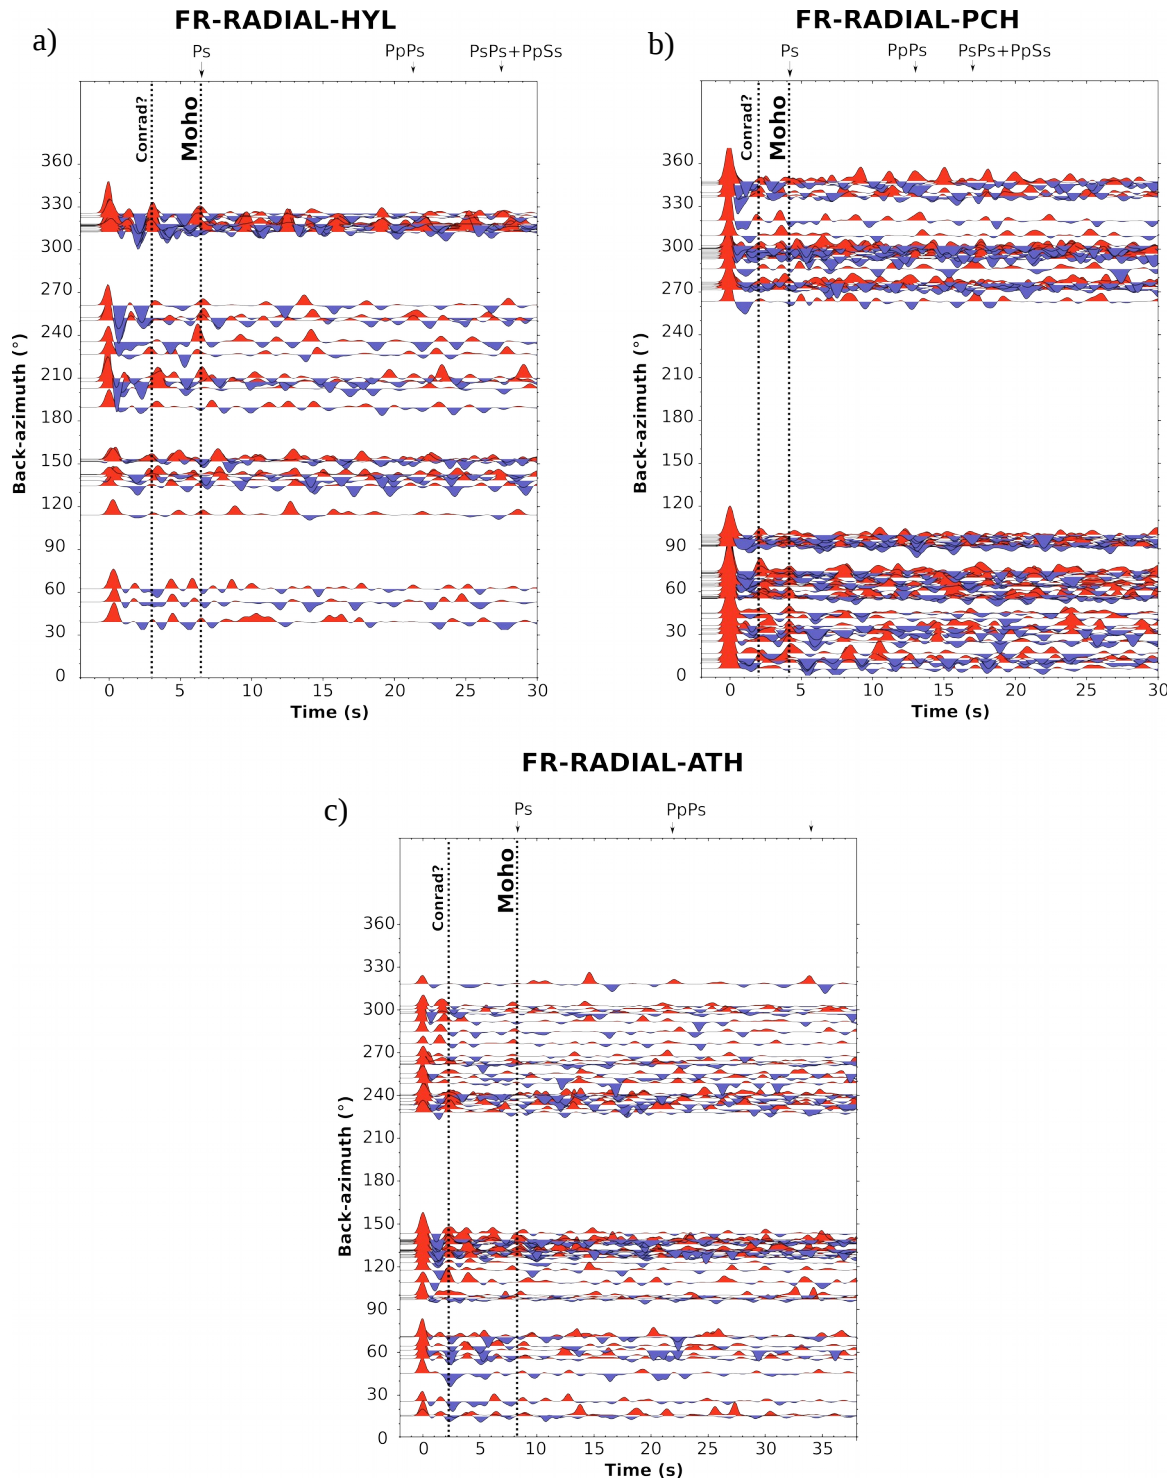 FR-RADIAL-HYL
a)
Ps PpPs PsPs+PpSs
Conrad?
Moho
360
330
300
270
240
210
180
150
120
90
60
30
0
Back-azimuth (°)
0 5 10 15 20 25 30
Time (s)
FR-RADIAL-PCH
b)
Ps PpPs PsPs+PpSs
Conrad?
Moho
360
330
300
270
240
210
180
150
120
90
60
30
0
Back-azimuth (°)
0 5 10 15 20 25 30
Time (s)
FR-RADIAL-ATH
c)
Ps PpPs
Conrad?
Moho
360
330
300
270
240
210
180
150
120
90
60
30
0
Back-azimuth (°)
0 5 10 15 20 25 30 35
Time (s)